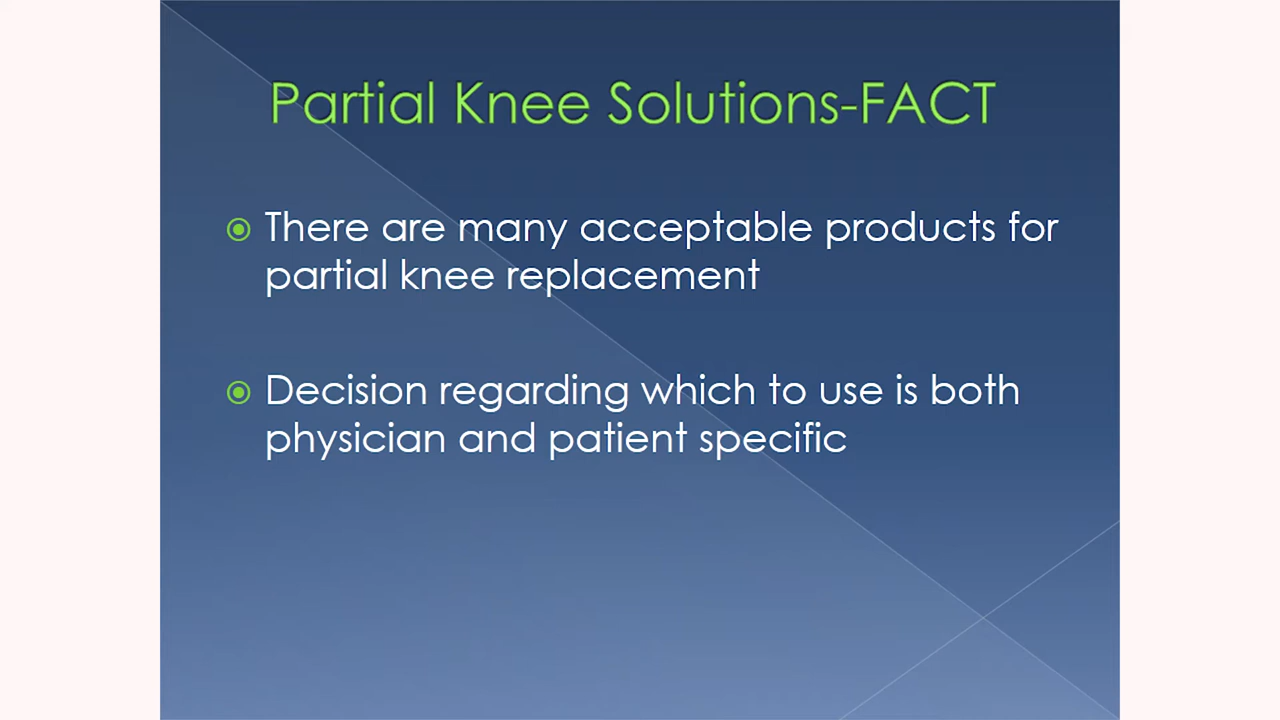 Partial Knee Solutions-FACT
There are many acceptable products for
partial knee replacement
Decision regarding which to use is both
physician and patient specific